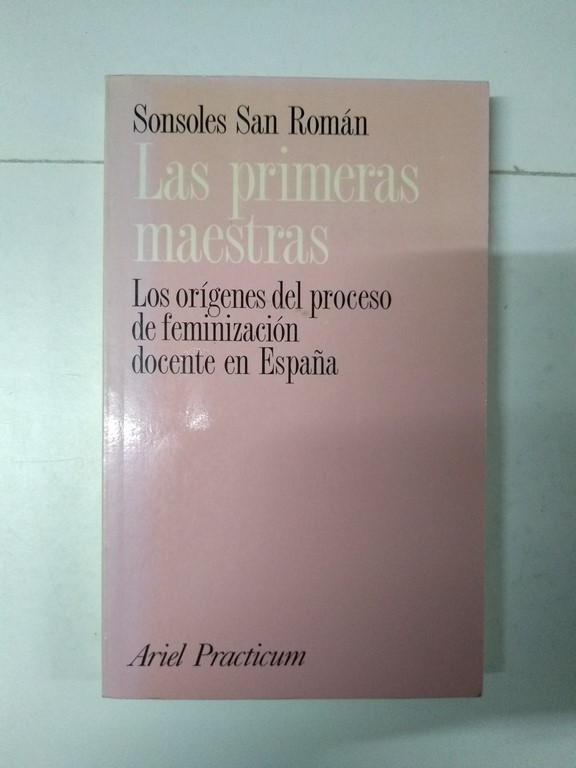 Sonsoles San Román
Las primeras
maestras
Los orígenes del proceso
de feminización
docente en España
Ariel Practicum